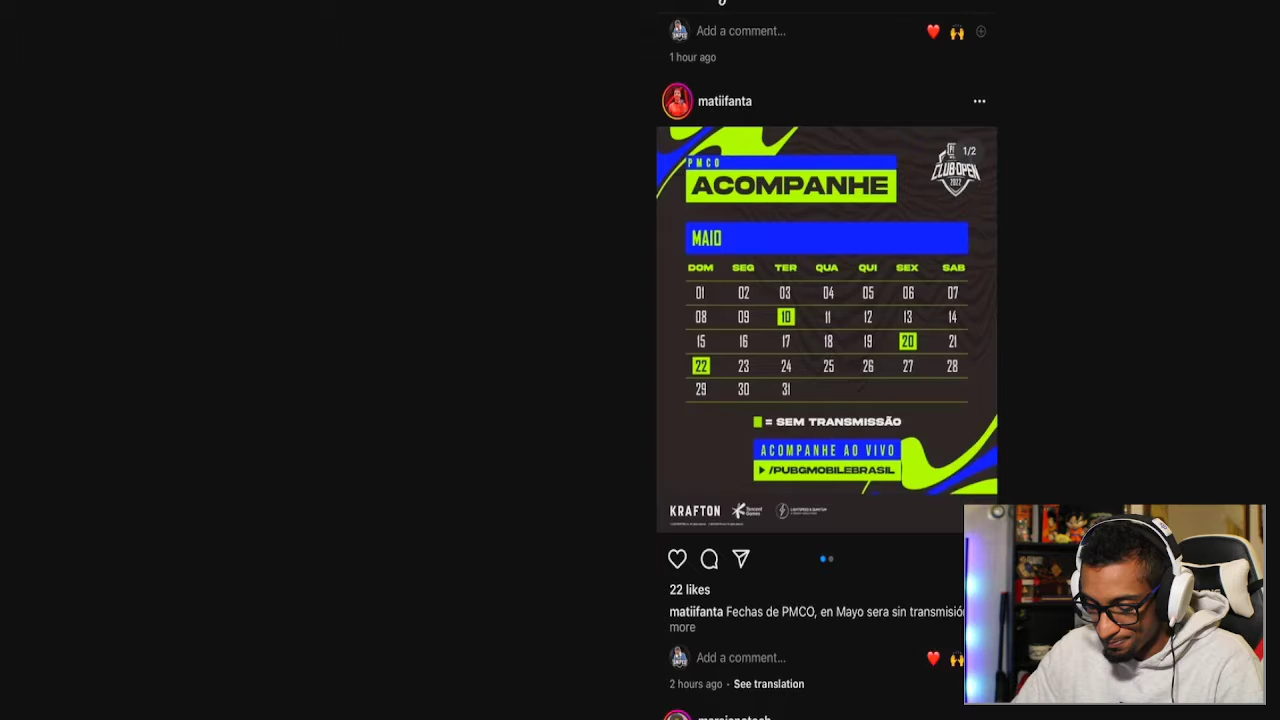 Add a comment...
1 hour ago
matiifanta
1/2
PMCO
ACOMPANHE
CLUB OPEN
2022
MAIO
DOM SEG TER QUA QUI SEX SAB
01 02 03 04 05 06 07
08 09 10 11 12 13 14
15 16 17 18 19 20 21
22 23 24 25 26 27 28
29 30 31
= SEM TRANSMISSÃO
ACOMPANHE AO VIVO
/PUBGMOBILEBRASIL
KRAFTON
22 likes
matiifanta Fechas de PMCO, en Mayo sera sin transmisió
more
Add a comment...
2 hours ago · See translation